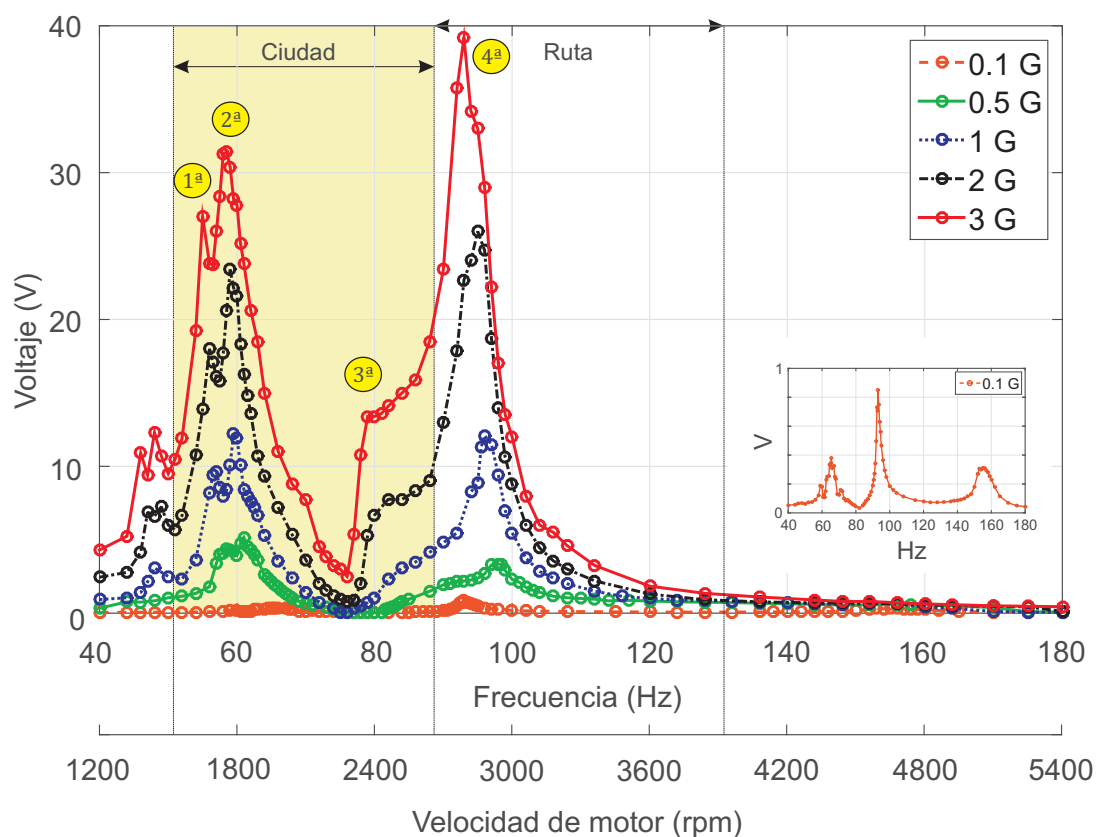 40
30
20
10
0
Voltaje (V)
Ciudad
Ruta
1ª
2ª
3ª
4ª
0.1 G
0.5 G
1 G
2 G
3 G
1
0
V
0.1 G
40 60 80 100 120 140 160 180
Hz
40 60 80 100 120 140 160 180
Frecuencia (Hz)
1200 1800 2400 3000 3600 4200 4800 5400
Velocidad de motor (rpm)